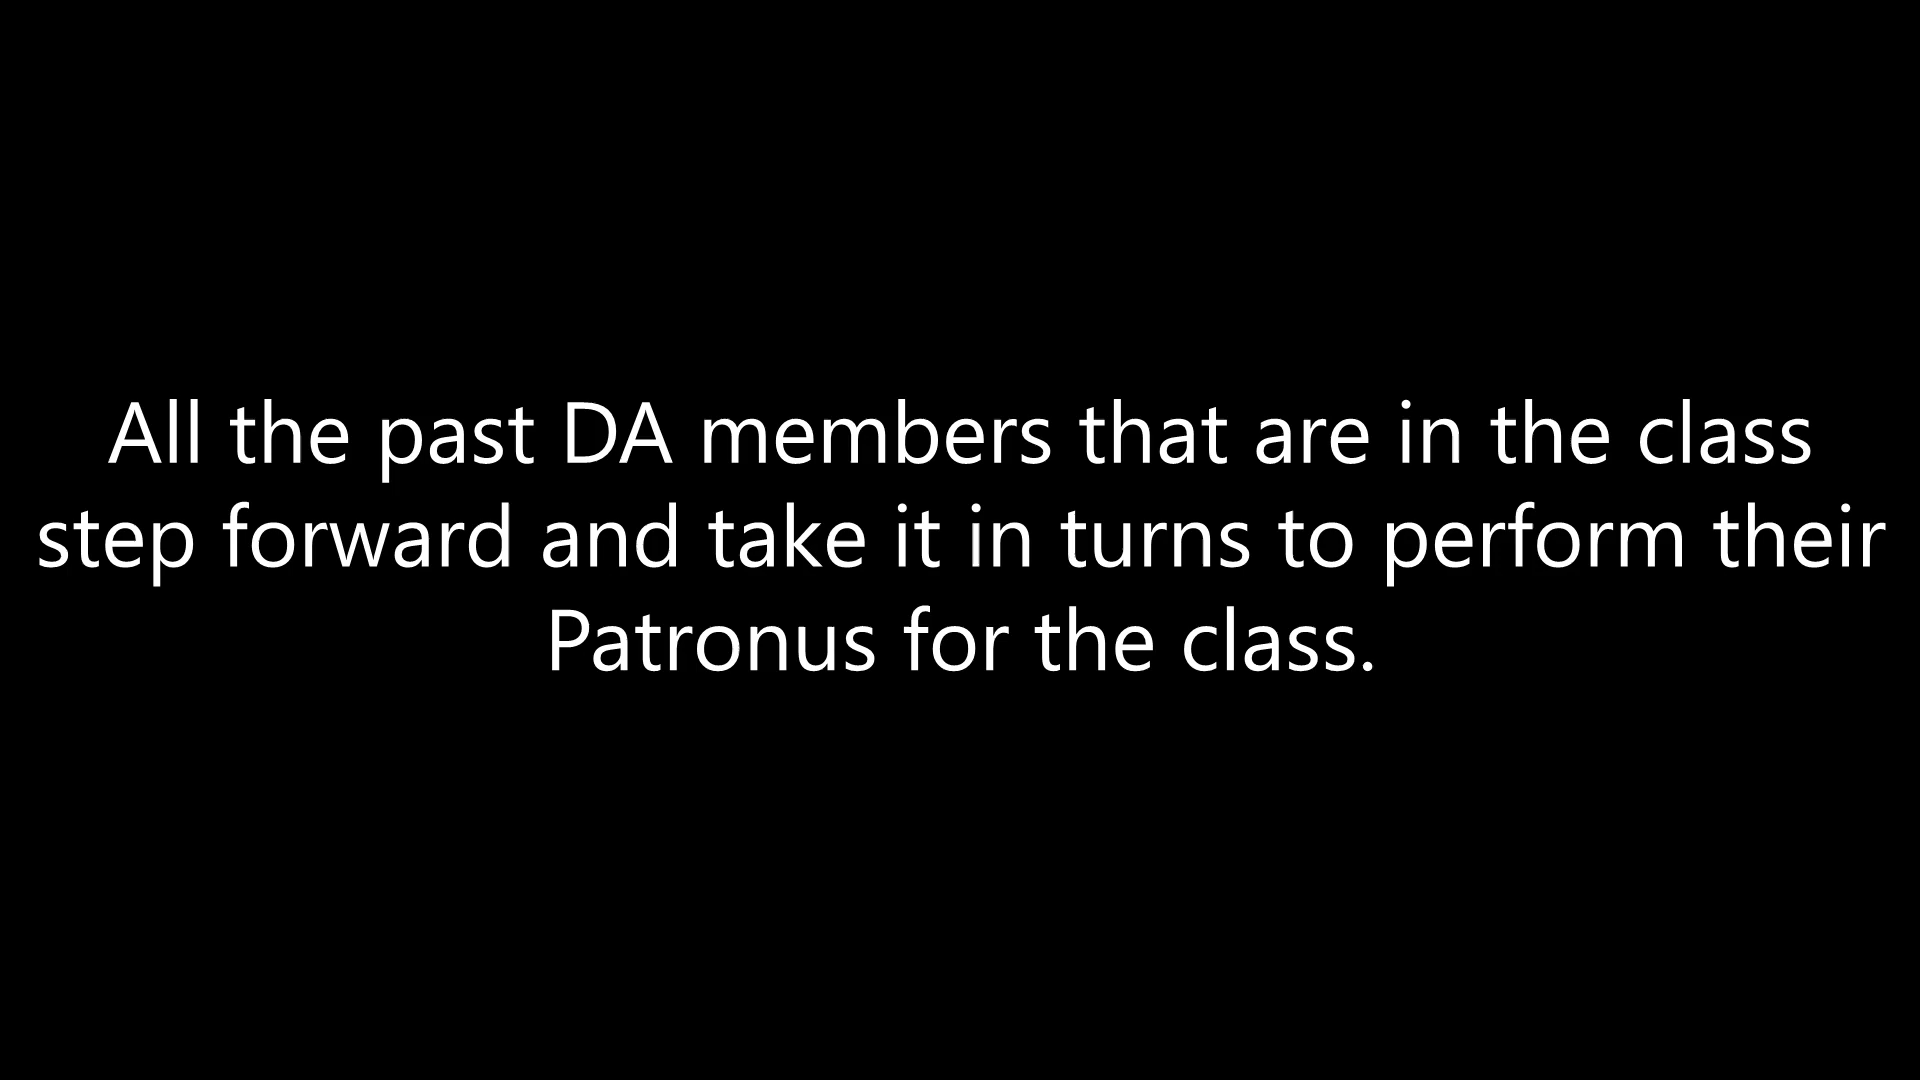 All the past DA members that are in the class
step forward and take it in turns to perform their
Patronus for the class.